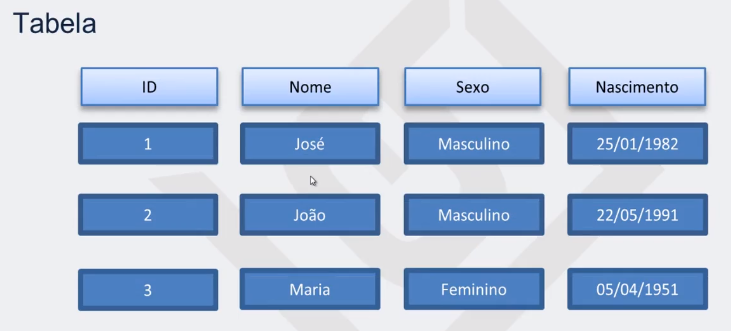 Tabela
ID Nome Sexo Nascimento
1 José Masculino 25/01/1982
2 João Masculino 22/05/1991
3 Maria Feminino 05/04/1951